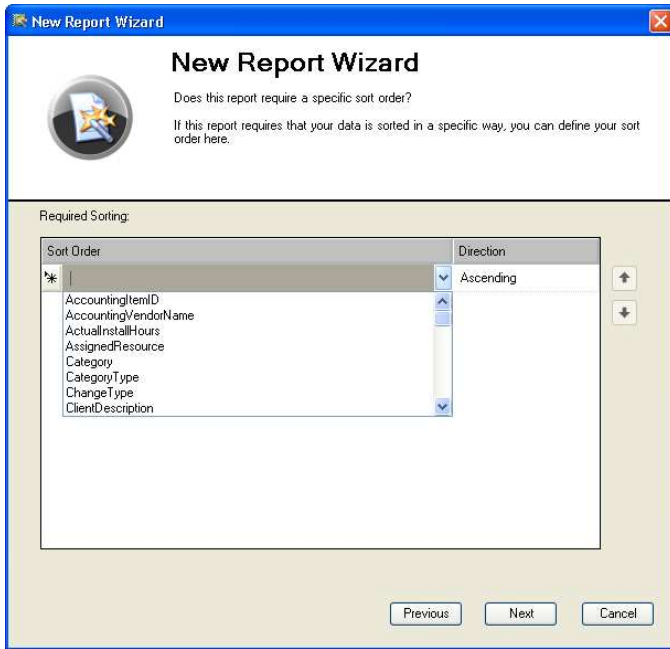 New Report Wizard
New Report Wizard
Does this report require a specific sort order?
If this report requires that your data is sorted in a specific way, you can define your sort
order here.
Required Sorting:
Sort Order Direction
Ascending
AccountingItemID
AccountingVendorName
ActualInstallHours
AssignedResource
Category
CategoryType
ChangeType
ClientDescription
Previous Next Cancel